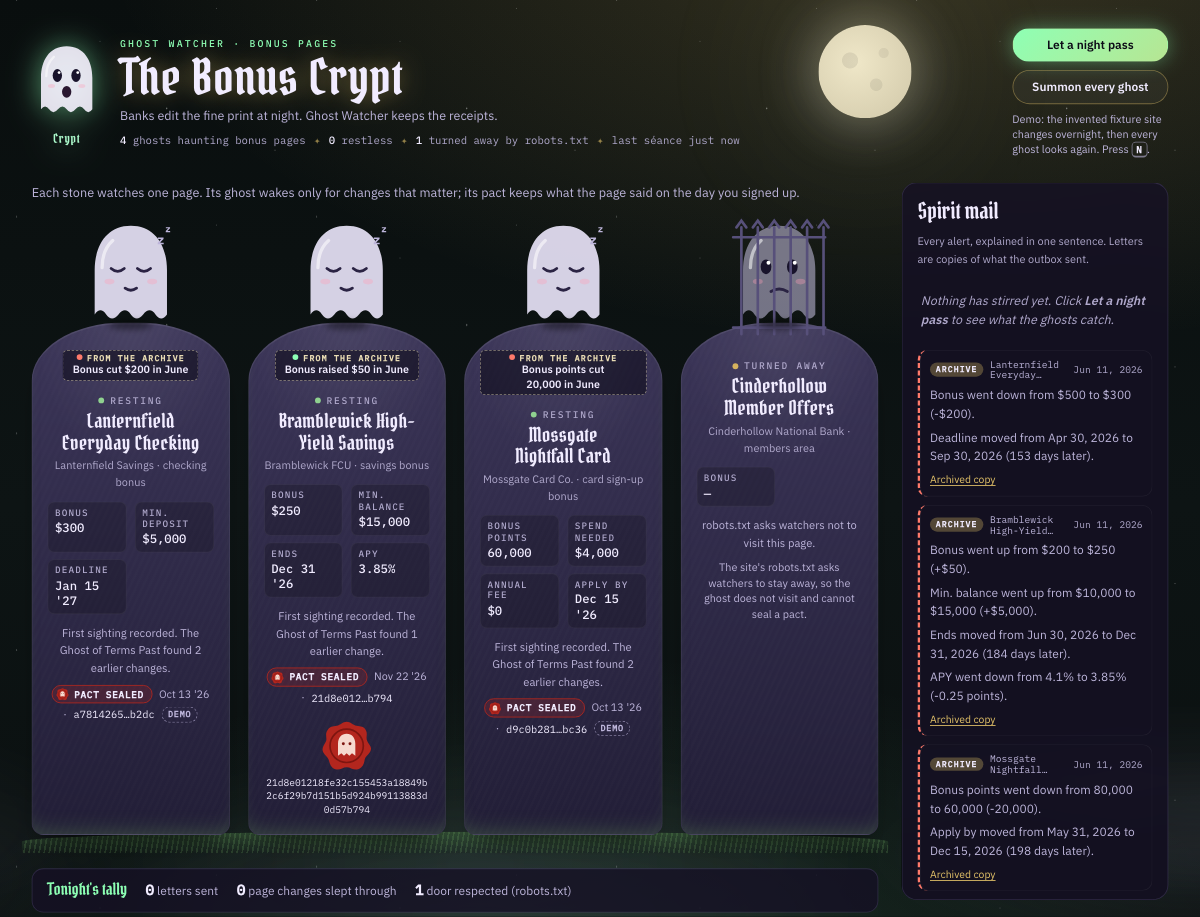 GHOST WATCHER · BONUS PAGES
The Bonus Crypt
Banks edit the fine print at night. Ghost Watcher keeps the receipts.
4 ghosts haunting bonus pages ✦ 0 restless ✦ 1 turned away by robots.txt ✦ last séance just now
Crypt
Let a night pass
Summon every ghost
Demo: the invented fixture site
changes overnight, then every
ghost looks again. Press N.
Each stone watches one page. Its ghost wakes only for changes that matter; its pact keeps what the page said on the day you signed up.
z
z
FROM THE ARCHIVE
Bonus cut $200 in June
RESTING
Lanternfield
Everyday Checking
Lanternfield Savings · checking
bonus
BONUS
$300
MIN.
DEPOSIT
$5,000
DEADLINE
Jan 15
'27
First sighting recorded. The
Ghost of Terms Past found 2
earlier changes.
PACT SEALED Oct 13 '26
· a7814265…b2dc DEMO
z
z
FROM THE ARCHIVE
Bonus raised $50 in June
RESTING
Bramblewick High-
Yield Savings
Bramblewick FCU · savings bonus
BONUS
$250
MIN.
BALANCE
$15,000
ENDS
Dec 31
'26
APY
3.85%
First sighting recorded. The
Ghost of Terms Past found 1
earlier change.
PACT SEALED Nov 22 '26
· 21d8e012…b794
21d8e01218fe32c155453a18849b
2c6f29b7d151b5d924b99113883d
0d57b794
z
z
FROM THE ARCHIVE
Bonus points cut
20,000 in June
RESTING
Mossgate
Nightfall Card
Mossgate Card Co. · card sign-up
bonus
BONUS
POINTS
60,000
SPEND
NEEDED
$4,000
ANNUAL
FEE
$0
APPLY BY
Dec 15
'26
First sighting recorded. The
Ghost of Terms Past found 2
earlier changes.
PACT SEALED Oct 13 '26
· d9c0b281…bc36 DEMO
TURNED AWAY
Cinderhollow
Member Offers
Cinderhollow National Bank ·
members area
BONUS
—
robots.txt asks watchers not to
visit this page.
The site's robots.txt asks
watchers to stay away, so the
ghost does not visit and cannot
seal a pact.
Spirit mail
Every alert, explained in one sentence. Letters
are copies of what the outbox sent.
Nothing has stirred yet. Click Let a night
pass to see what the ghosts catch.
ARCHIVE Lanternfield Everyday… Jun 11, 2026
Bonus went down from $500 to $300
(-$200).
Deadline moved from Apr 30, 2026 to
Sep 30, 2026 (153 days later).
Archived copy
ARCHIVE Bramblewick High-Yield… Jun 11, 2026
Bonus went up from $200 to $250
(+$50).
Min. balance went up from $10,000 to
$15,000 (+$5,000).
Ends moved from Jun 30, 2026 to Dec
31, 2026 (184 days later).
APY went down from 4.1% to 3.85%
(-0.25 points).
Archived copy
ARCHIVE Mossgate Nightfall… Jun 11, 2026
Bonus points went down from 80,000
to 60,000 (-20,000).
Apply by moved from May 31, 2026 to
Dec 15, 2026 (198 days later).
Archived copy
Tonight's tally 0 letters sent 0 page changes slept through 1 door respected (robots.txt)